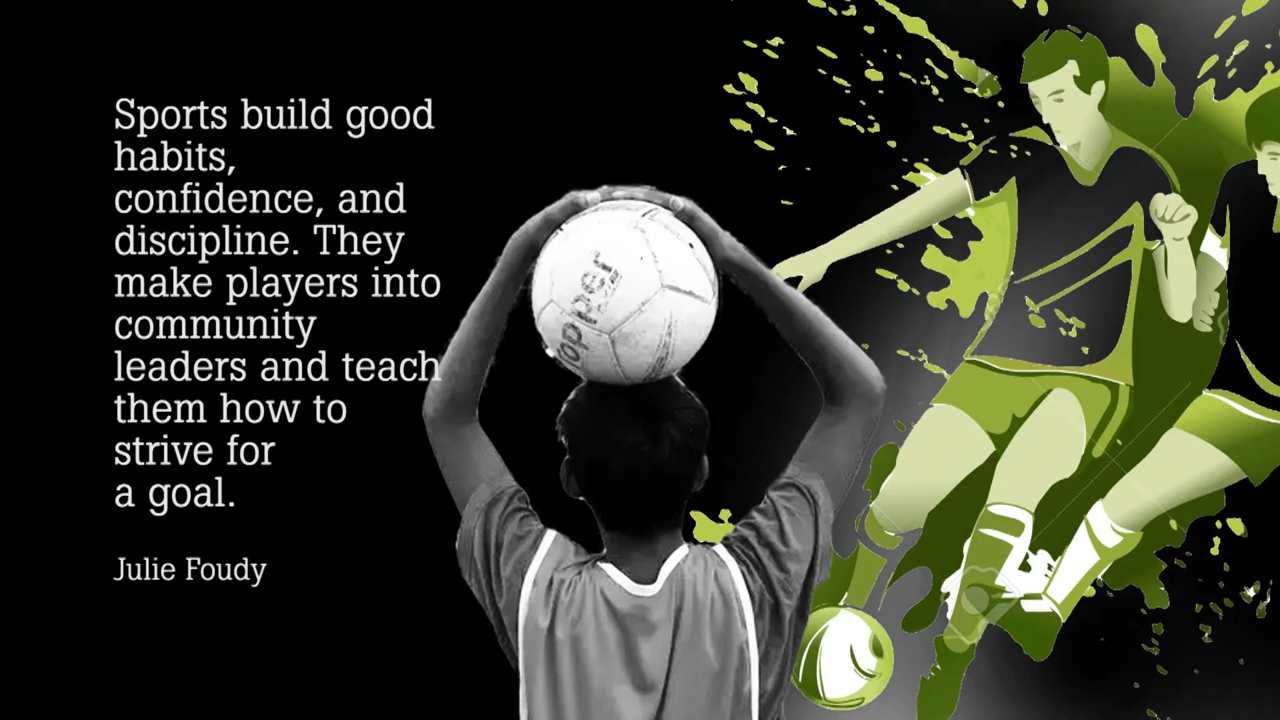 Sports build good
habits,
confidence, and
discipline. They
make players into
community
leaders and teach
them how to
strive for
a goal.
Julie Foudy
opper